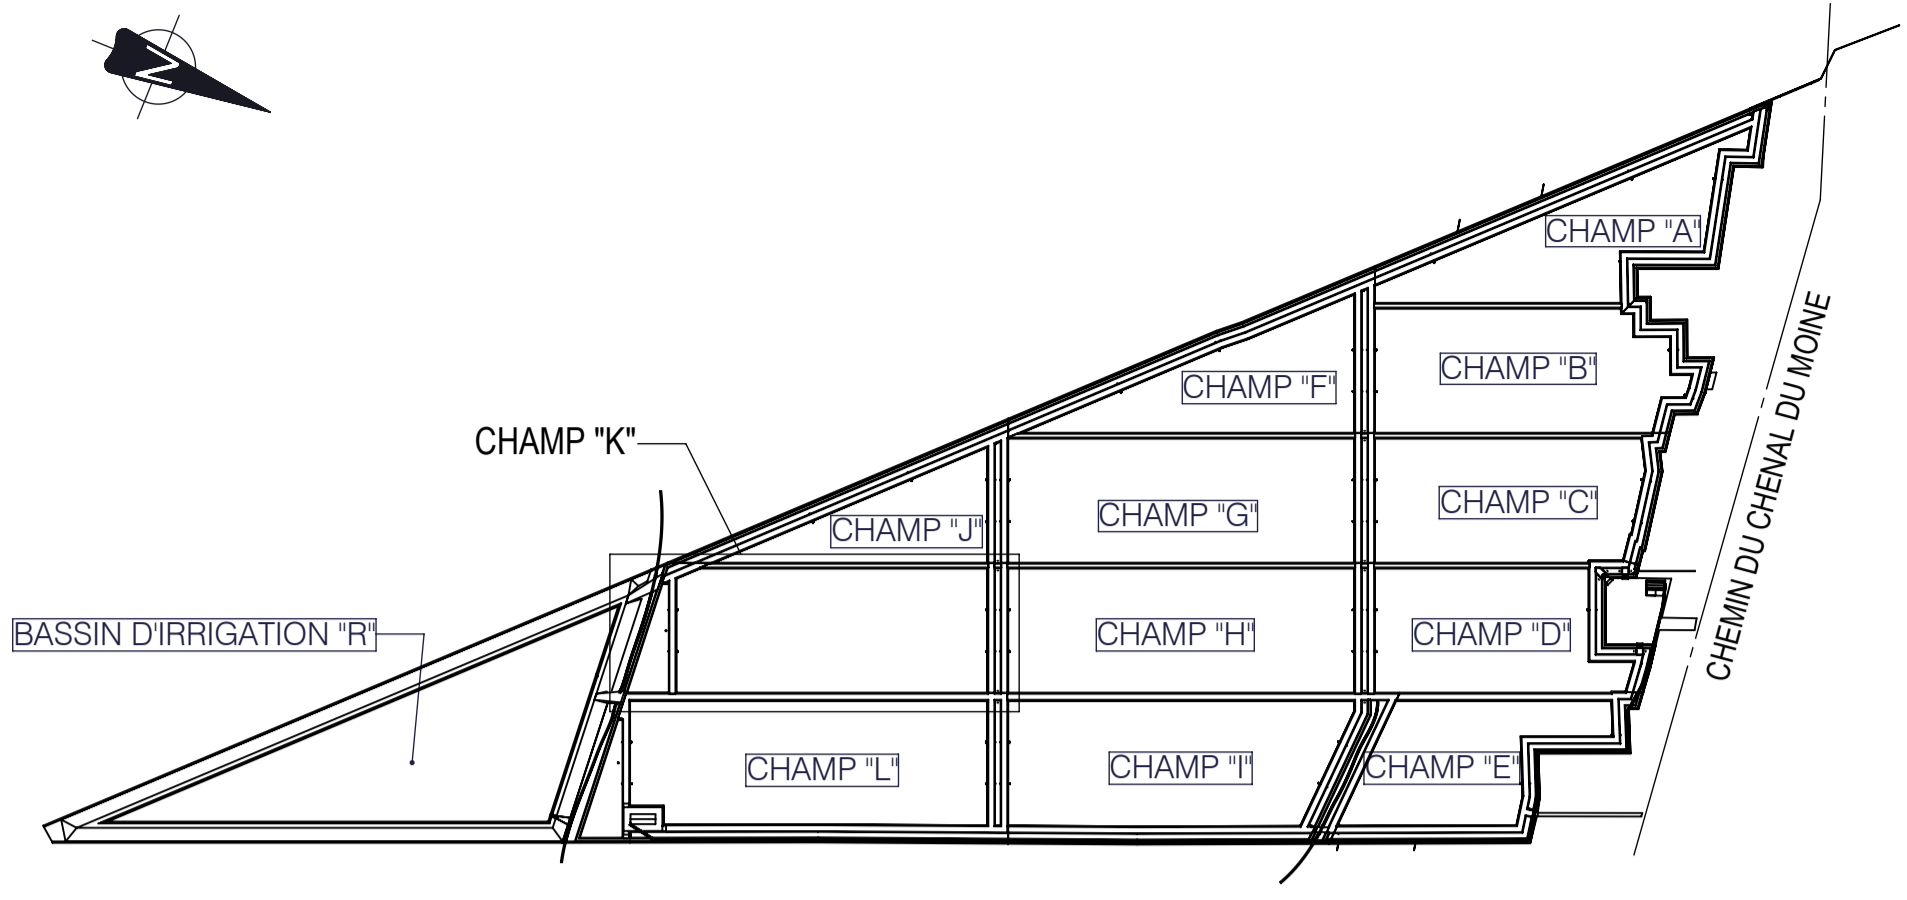 N
CHAMP "A"
CHAMP "B"
CHAMP "F"
CHAMP "K"
CHAMP "C"
CHAMP "G"
CHAMP "J"
CHEMIN DU CHENAL DU MOINE
BASSIN D'IRRIGATION "R"
CHAMP "H"
CHAMP "D"
CHAMP "L"
CHAMP "I"
CHAMP "E"